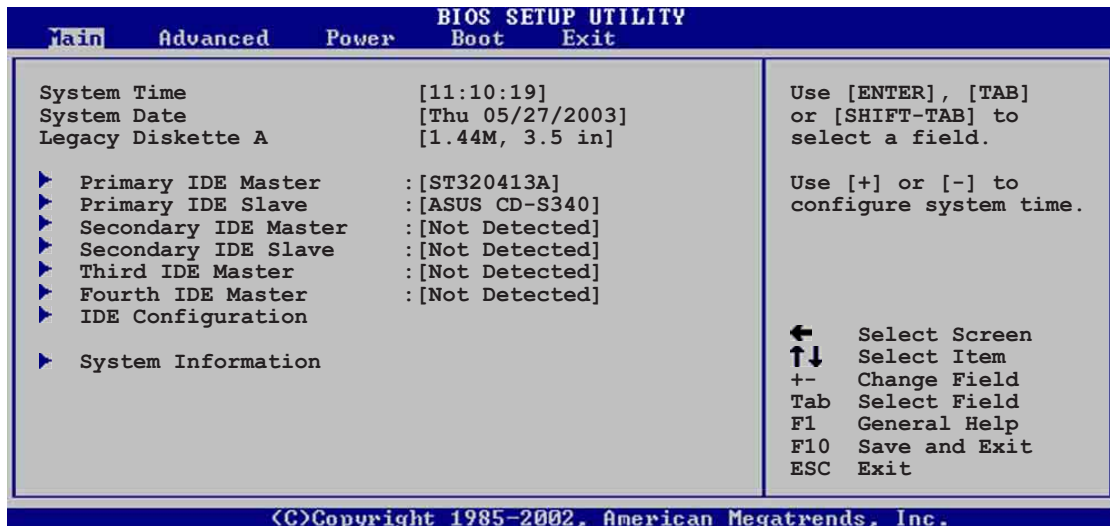 BIOS SETUP UTILITY
Main Advanced Power Boot Exit
System Time [11:10:19]
System Date [Thu 05/27/2003]
Legacy Diskette A [1.44M, 3.5 in]
Primary IDE Master :[ST320413A]
Primary IDE Slave :[ASUS CD-S340]
Secondary IDE Master :[Not Detected]
Secondary IDE Slave :[Not Detected]
Third IDE Master :[Not Detected]
Fourth IDE Master :[Not Detected]
IDE Configuration
System Information
Use [ENTER], [TAB]
or [SHIFT-TAB] to
select a field.
Use [+] or [-] to
configure system time.
← Select Screen
↑↓ Select Item
+- Change Field
Tab Select Field
F1 General Help
F10 Save and Exit
ESC Exit
(C)Copyright 1985-2002, American Megatrends, Inc.